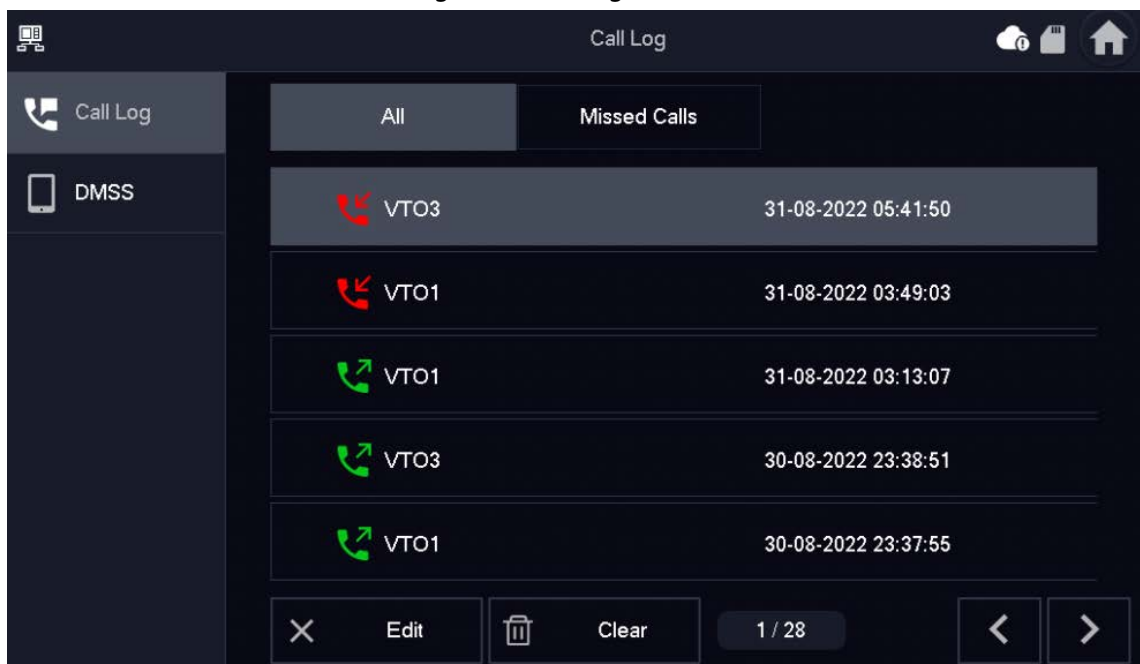 Call Log
Call Log
DMSS
All Missed Calls
VTO3 31-08-2022 05:41:50
VTO1 31-08-2022 03:49:03
VTO1 31-08-2022 03:13:07
VTO3 30-08-2022 23:38:51
VTO1 30-08-2022 23:37:55
Edit Clear 1 / 28